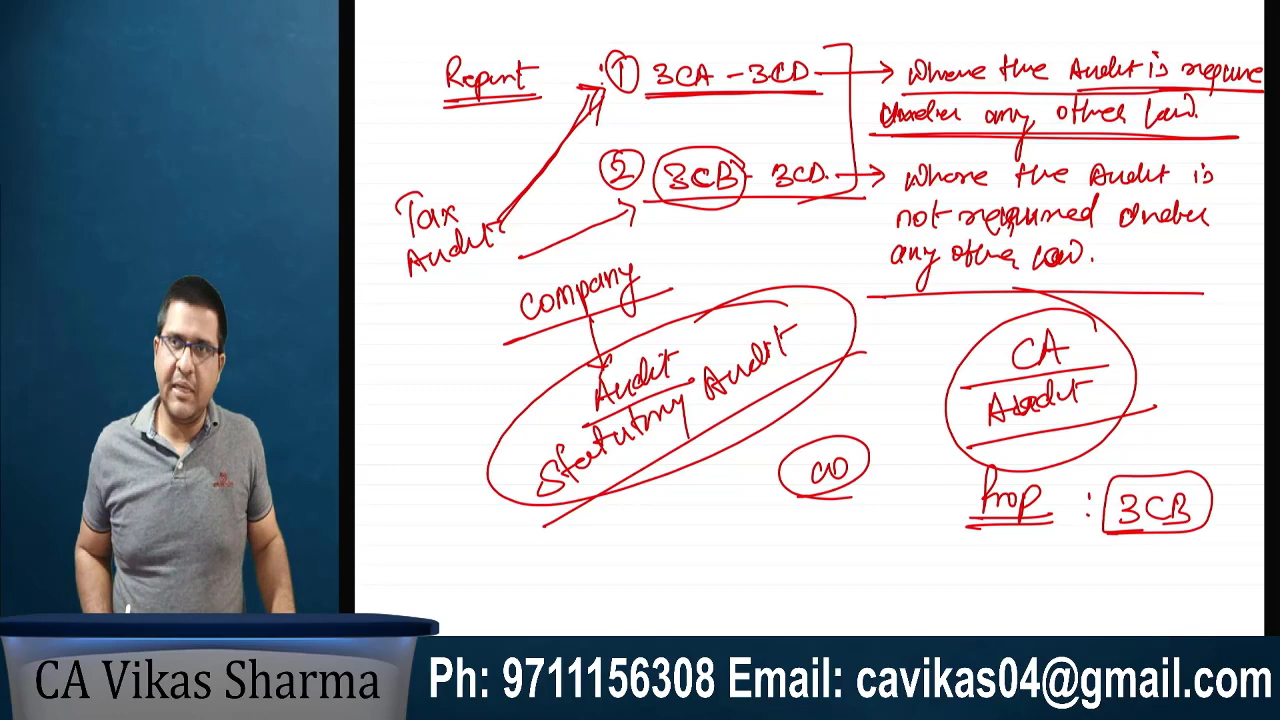 Report : ① 3CA - 3CD → Where the Audit is require
under any other law.
② 3CB - 3CD. → Where the Audit is
not required under
any other law.
Tax
Audit
Company
Audit
Statutory Audit
CA
Audit
co
Prop : 3CB
CA Vikas Sharma
Ph: 9711156308 Email: cavikas04@gmail.com